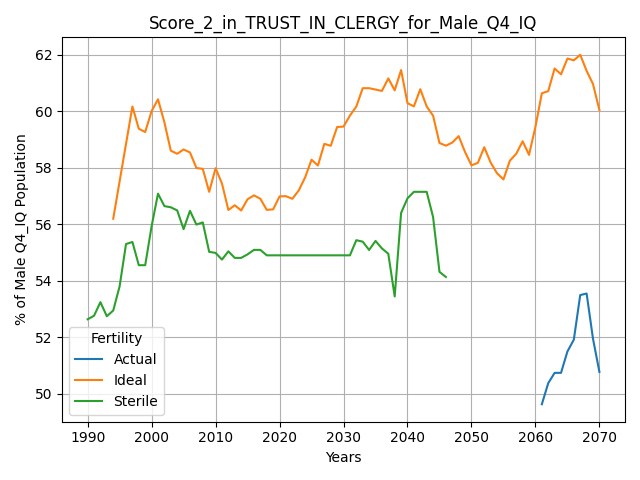 Score_2_in_TRUST_IN_CLERGY_for_Male_Q4_IQ
% of Male Q4_IQ Population
62
60
58
56
54
52
50
Fertility
Actual
Ideal
Sterile
1990 2000 2010 2020 2030 2040 2050 2060 2070
Years